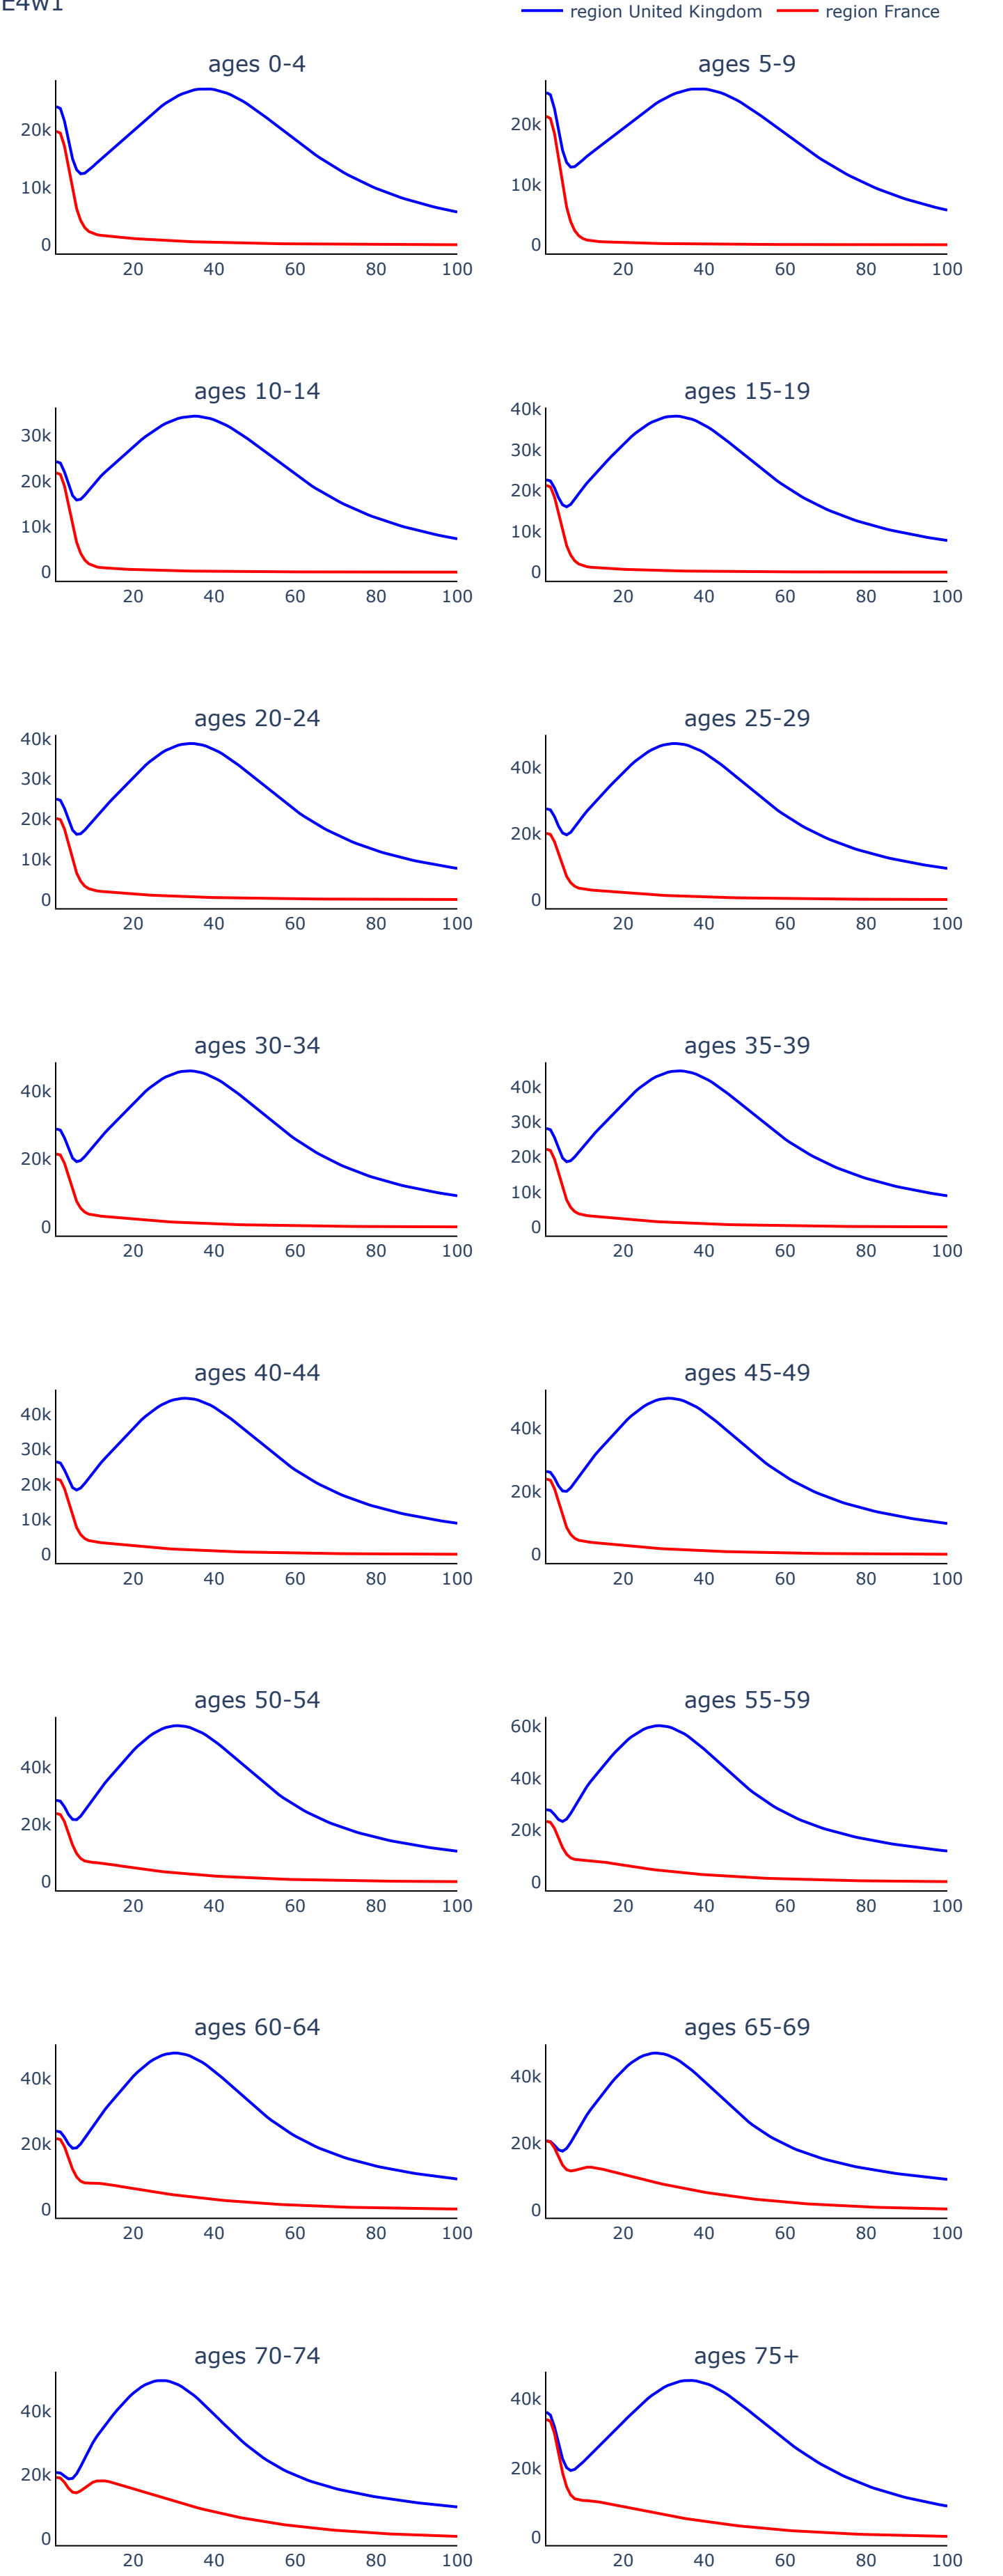 E4w1
region United Kingdom region France
ages 0-4 ages 5-9
20k 20k
10k 10k
0 0
20 40 60 80 100 20 40 60 80 100
ages 10-14 ages 15-19
40k
30k 30k
20k 20k
10k 10k
0 0
20 40 60 80 100 20 40 60 80 100
ages 20-24 ages 25-29
40k
40k
30k
20k 20k
10k
0 0
20 40 60 80 100 20 40 60 80 100
ages 30-34 ages 35-39
40k 40k
30k
20k 20k
10k
0 0
20 40 60 80 100 20 40 60 80 100
ages 40-44 ages 45-49
40k 40k
30k
20k 20k
10k
0 0
20 40 60 80 100 20 40 60 80 100
ages 50-54 ages 55-59
60k
40k 40k
20k 20k
0 0
20 40 60 80 100 20 40 60 80 100
ages 60-64 ages 65-69
40k 40k
20k 20k
0 0
20 40 60 80 100 20 40 60 80 100
ages 70-74 ages 75+
40k 40k
20k 20k
0 0
20 40 60 80 100 20 40 60 80 100